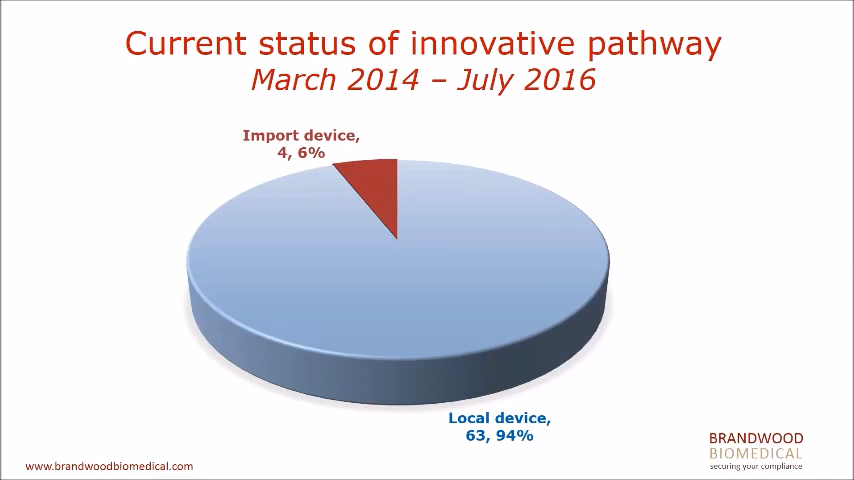 Current status of innovative pathway
March 2014 – July 2016
Import device,
4, 6%
Local device,
63, 94%
www.brandwoodbiomedical.com
BRANDWOOD
BIOMEDICAL
securing your compliance